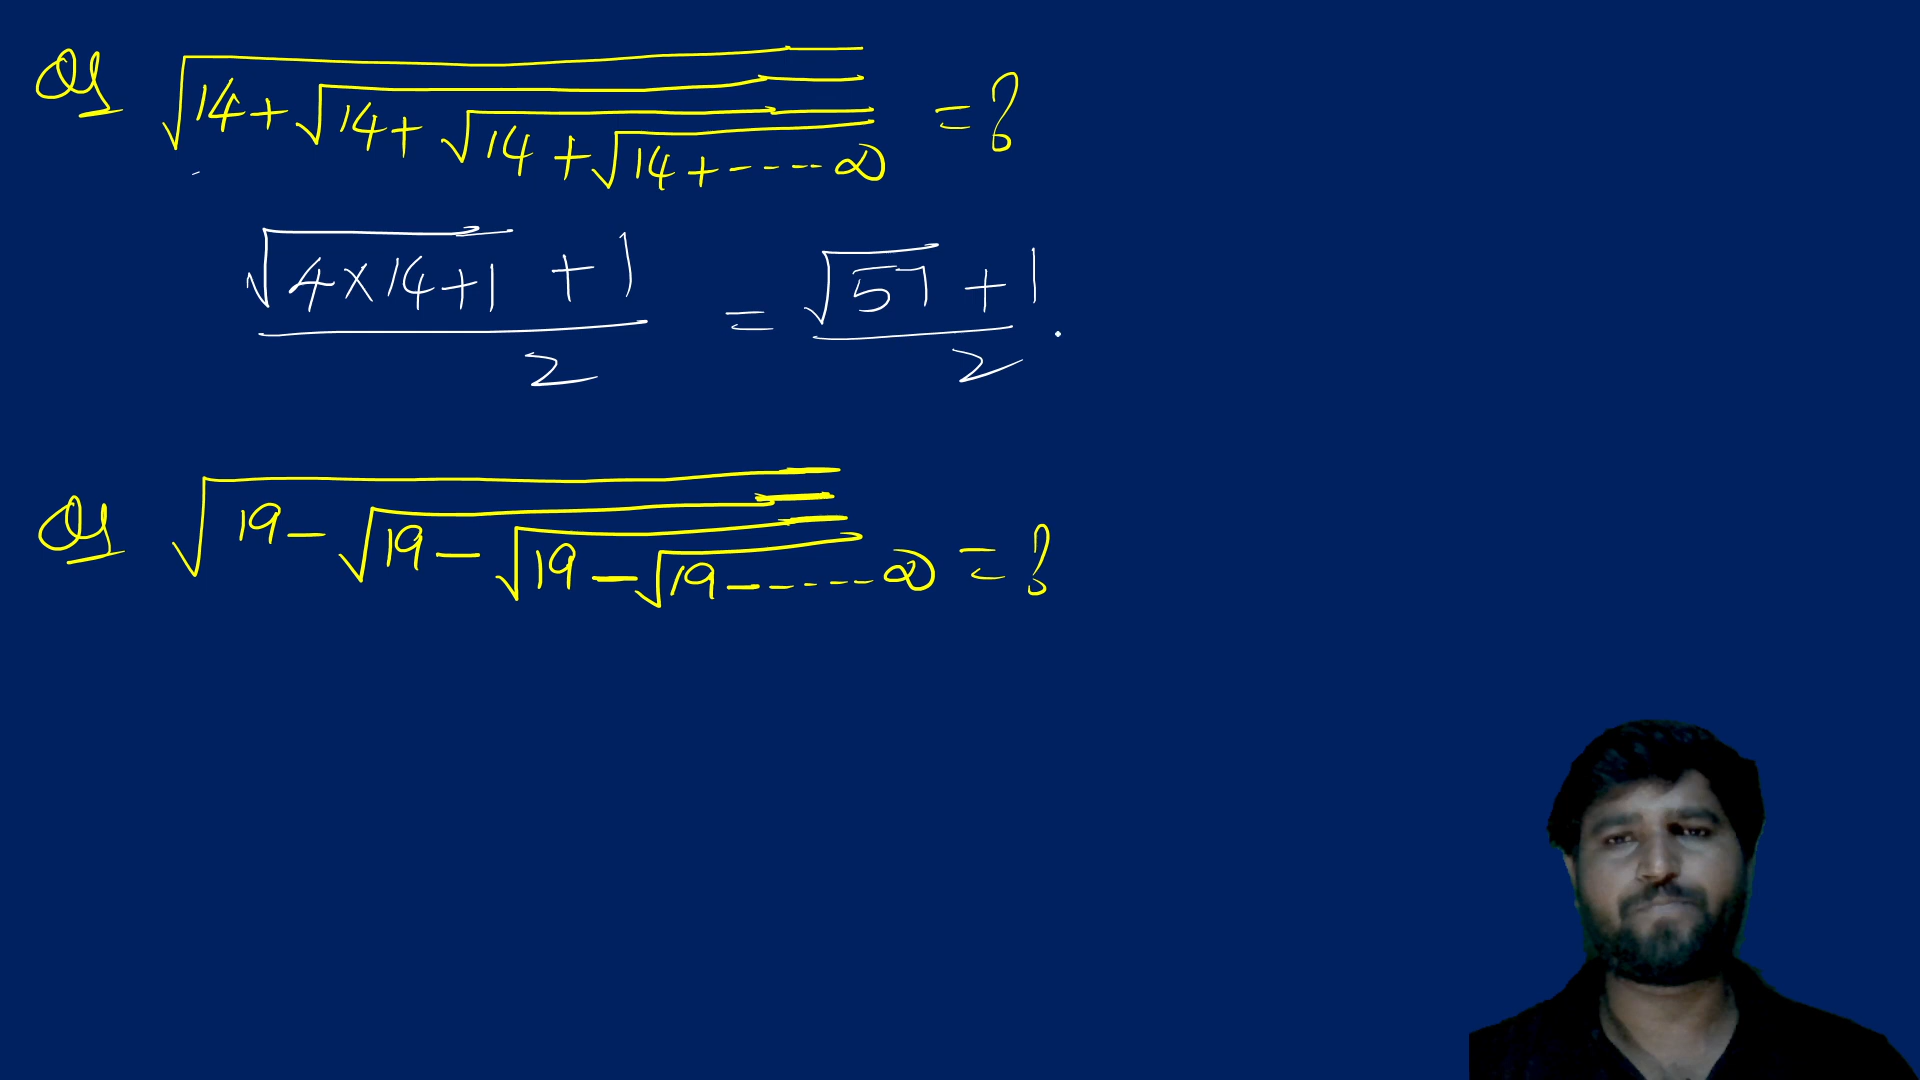 Q √14+√14+√14+√14+-----∞ = ?
√4×14+1 + 1 / 2 = √57 + 1 / 2 .
Q √19-√19-√19-√19------∞ = ?